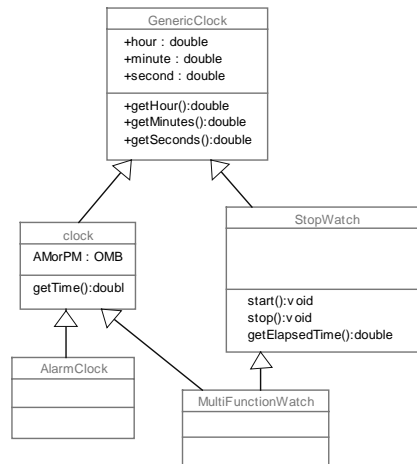 GenericClock
+hour : double
+minute : double
+second : double
+getHour():double
+getMinutes():double
+getSeconds():double
clock
AMorPM : OMB
getTime():doubl
StopWatch
start():void
stop():void
getElapsedTime():double
AlarmClock
MultiFunctionWatch